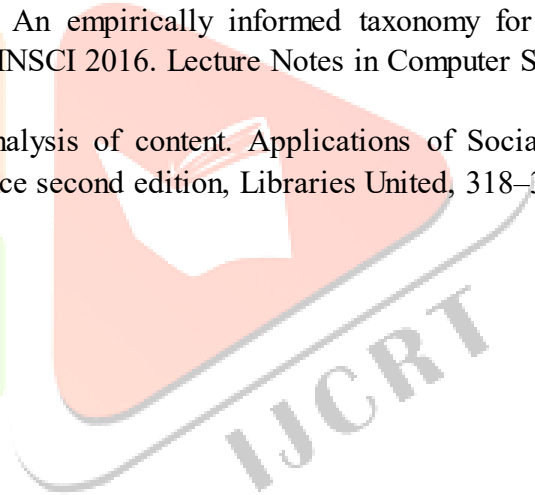 An empirically informed taxonomy for
INSCI 2016. Lecture Notes in Computer S
nalysis of content. Applications of Socia
ce second edition, Libraries United, 318–
IJCRT